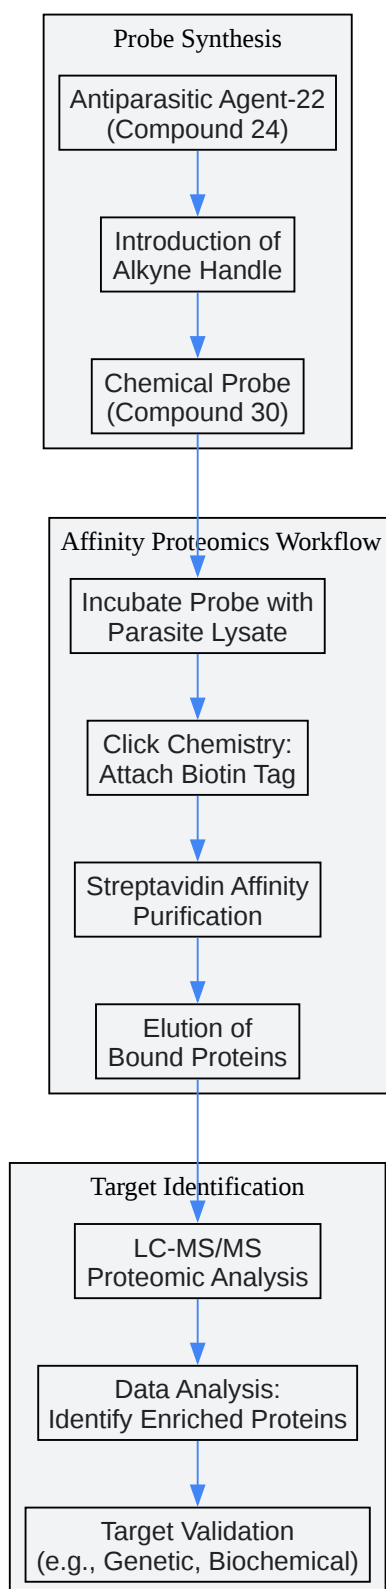 Probe Synthesis
Antiparasitic Agent-22
(Compound 24)
Introduction of
Alkyne Handle
Chemical Probe
(Compound 30)
Affinity Proteomics Workflow
Incubate Probe with
Parasite Lysate
Click Chemistry:
Attach Biotin Tag
Streptavidin Affinity
Purification
Elution of
Bound Proteins
Target Identification
LC-MS/MS
Proteomic Analysis
Data Analysis:
Identify Enriched Proteins
Target Validation
(e.g., Genetic, Biochemical)